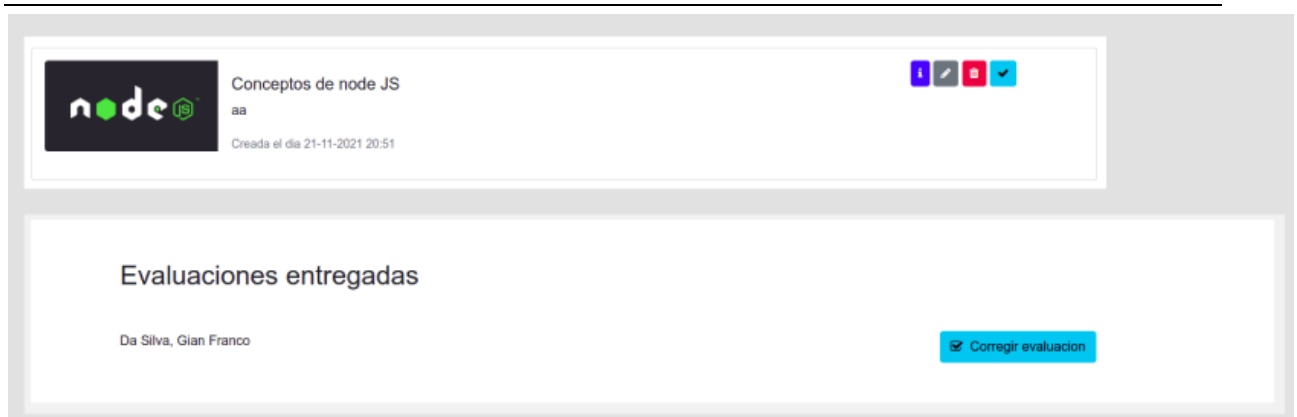 node JS
Conceptos de node JS
aa
Creada el dia 21-11-2021 20:51
i
Evaluaciones entregadas
Da Silva, Gian Franco
Corregir evaluacion